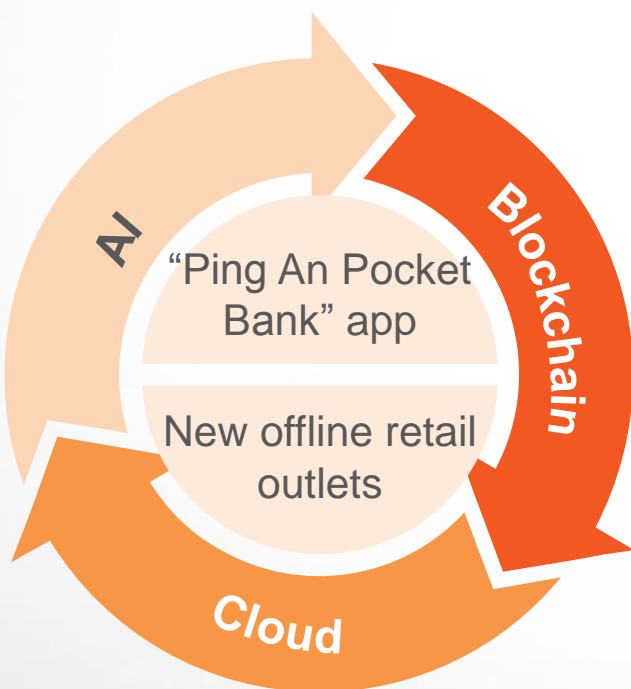 AI
Blockchain
“Ping An Pocket
Bank” app
New offline retail
outlets
Cloud